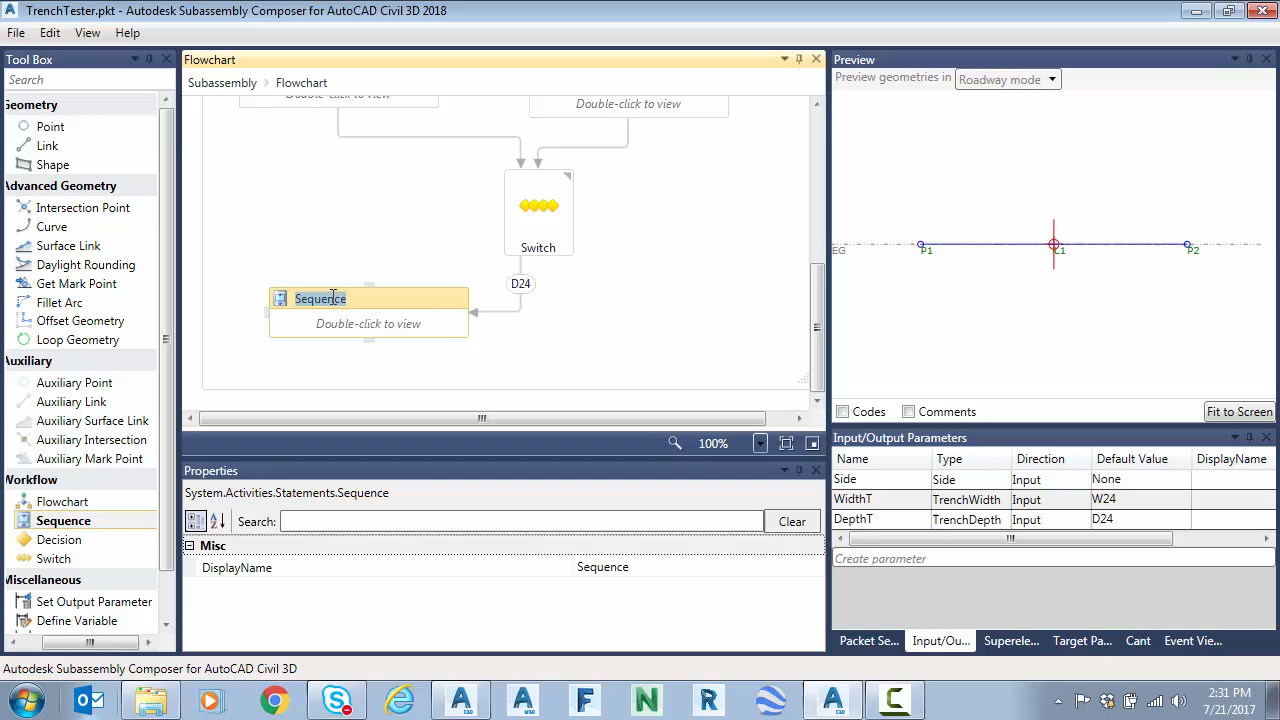 TrenchTester.pkt - Autodesk Subassembly Composer for AutoCAD Civil 3D 2018
File Edit View Help
Tool Box
Search
Geometry
Point
Link
Shape
Advanced Geometry
Intersection Point
Curve
Surface Link
Daylight Rounding
Get Mark Point
Fillet Arc
Offset Geometry
Loop Geometry
Auxiliary
Auxiliary Point
Auxiliary Link
Auxiliary Surface Link
Auxiliary Intersection
Auxiliary Mark Point
Workflow
Flowchart
Sequence
Decision
Switch
Miscellaneous
Set Output Parameter
Define Variable
Flowchart
Subassembly Flowchart
Double-click to view
Double-click to view
Switch
D24
Sequence
Double-click to view
100%
Properties
System.Activities.Statements.Sequence
Search: Clear
Misc
DisplayName Sequence
Preview
Preview geometries in Roadway mode
EG P1 L1 P2
Codes Comments Fit to Screen
Input/Output Parameters
Name Type Direction Default Value DisplayName
Side Side Input None
WidthT TrenchWidth Input W24
DepthT TrenchDepth Input D24
Create parameter
Packet Se... Input/Ou... Superele... Target Pa... Cant Event Vie...
Autodesk Subassembly Composer for AutoCAD Civil 3D
2:31 PM
7/21/2017